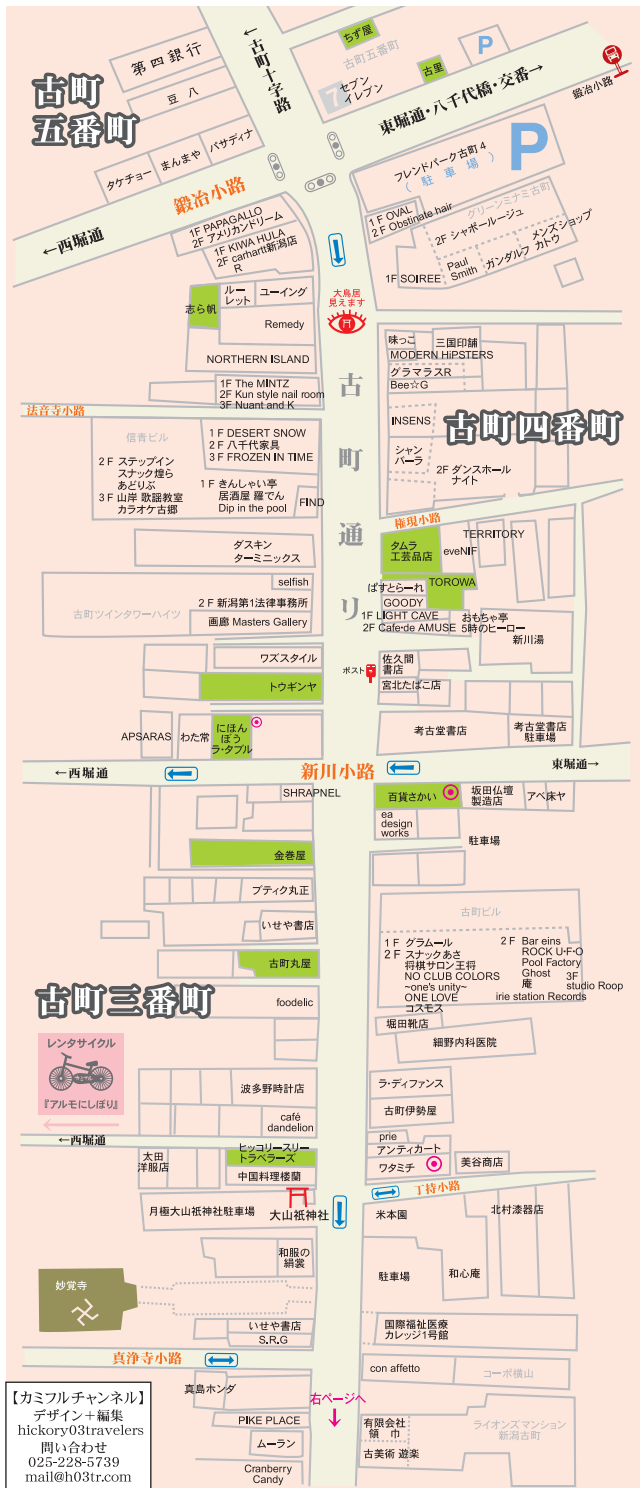 ←古町十字路
ちず屋
古町五番町
P
古里
鍛冶小路
第四銀行
豆八
古町
五番町
7
セブン
イレブン
東堀通・八千代橋・交番→
パサディナ
まんまや
タケチョー
鍛冶小路
←西堀通
フレンドパーク古町4
(駐車場)
P
グリーンミナミ古町
1F OVAL
2F Obstinate hair
2F シャポールージュ
メンズショップ
カトウ
ガンダルフ
Paul
Smith
1F SOIREE
1F PAPAGALLO
2F アメリカンドリーム
1F KIWA HULA
2F carhartt新潟店
R
大鳥居
見えます
志ら帆
ルー
レット
ユーイング
Remedy
NORTHERN ISLAND
1F The MINTZ
2F Kun style nail room
3F Nuant and K
味っこ
三国印舗
MODERN HiPSTERS
グラマラスR
Bee☆G
INSENS
シャン
バーラ
2F ダンスホール
ナイト
古町四番町
古町通リ
法音寺小路
信青ビル
2F ステップイン
スナック煌ら
あどりぶ
3F 山岸 歌謡教室
カラオケ古郷
1F DESERT SNOW
2F 八千代家具
3F FROZEN IN TIME
1F きんしゃい亭
居酒屋 羅でん
Dip in the pool
FIND
権現小路
タムラ
工芸品店
TERRITORY
eveNIF
TOROWA
ぱすとらーれ
GOODY
1F LIGHT CAVE
2F Cafe·de AMUSE
おもちゃ亭
5時のヒーロー
新川湯
ダスキン
ターミニックス
selfish
2F 新潟第1法律事務所
画廊 Masters Gallery
古町ツインタワーハイツ
ワズスタイル
トウギンヤ
ポスト
佐久間
書店
宮北たばこ店
APSARAS
わた常
にほん
ぼう
ラ・タブル
考古堂書店
考古堂書店
駐車場
←西堀通
新川小路
東堀通→
SHRAPNEL
百貨さかい
坂田仏壇
製造店
アベ床ヤ
ea
design
works
駐車場
金巻屋
ブティク丸正
いせや書店
古町丸屋
古町三番町
foodelic
古町ビル
1F グラムール
2F スナックあさ
将棋サロン王将
NO CLUB COLORS
~one's unity~
ONE LOVE
コスモス
2F Bar eins
ROCK U·F·O
Pool Factory
Ghost
庵
irie station Records
3F
studio Roop
堀田靴店
細野内科医院
レンタサイクル
『アルモにしぼり』
波多野時計店
café
dandelion
ラ・ディファンス
古町伊勢屋
←西堀通
prie
アンティカート
ワタミチ
美谷商店
太田
洋服店
ヒッコリースリー
トラベラーズ
中国料理楼蘭
丁持小路
月極大山祇神社駐車場
大山祇神社
米本園
北村漆器店
和服の
絹裳
妙覚寺
駐車場
和心庵
いせや書店
S.R.G
国際福祉医療
カレッジ1号館
真浄寺小路
con affetto
コーポ横山
真島ホンダ
右ページへ
↓
PIKE PLACE
ムーラン
Cranberry
Candy
有限会社
領 巾
古美術 遊楽
ライオンズマンション
新潟古町
【カミフルチャンネル】
デザイン＋編集
hickory03travelers
問い合わせ
025-228-5739
mail@h03tr.com